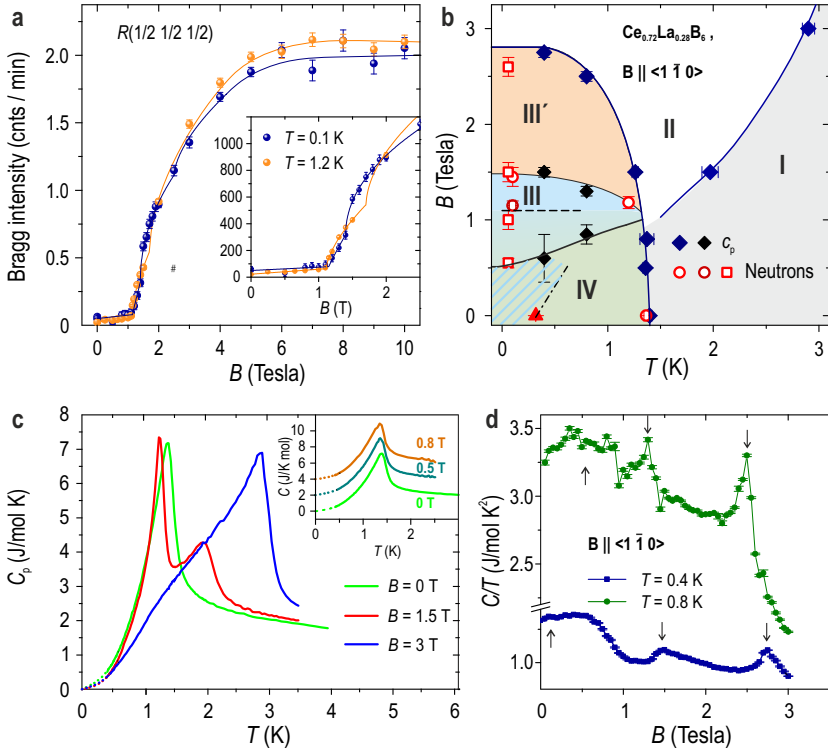 a
R(1/2 1/2 1/2)
Bragg intensity (cnts / min)
2.0
1.5
1.0
0.5
0.0
0 2 4 6 8 10
B (Tesla)
#
T = 0.1 K
T = 1.2 K
1000
800
600
400
200
0
0 1 2
B (T)
b
Ce0.72La0.28B6 ,
B || <1 1̄ 0>
B (Tesla)
3
2
1
0
0 1 2 3
T (K)
III´
III
IV
II
I
cp
Neutrons
c
Cp (J/mol K)
8
7
6
5
4
3
2
1
0
0 1 2 3 4 5 6
T (K)
B = 0 T
B = 1.5 T
B = 3 T
C (J/K mol)
10
8
6
4
2
0
0 1 2 3
T (K)
0.8 T
0.5 T
0 T
d
C/T (J/mol K2)
3.5
3.0
2.5
1.0
0 1 2 3
B (Tesla)
B || <1 1̄ 0>
T = 0.4 K
T = 0.8 K